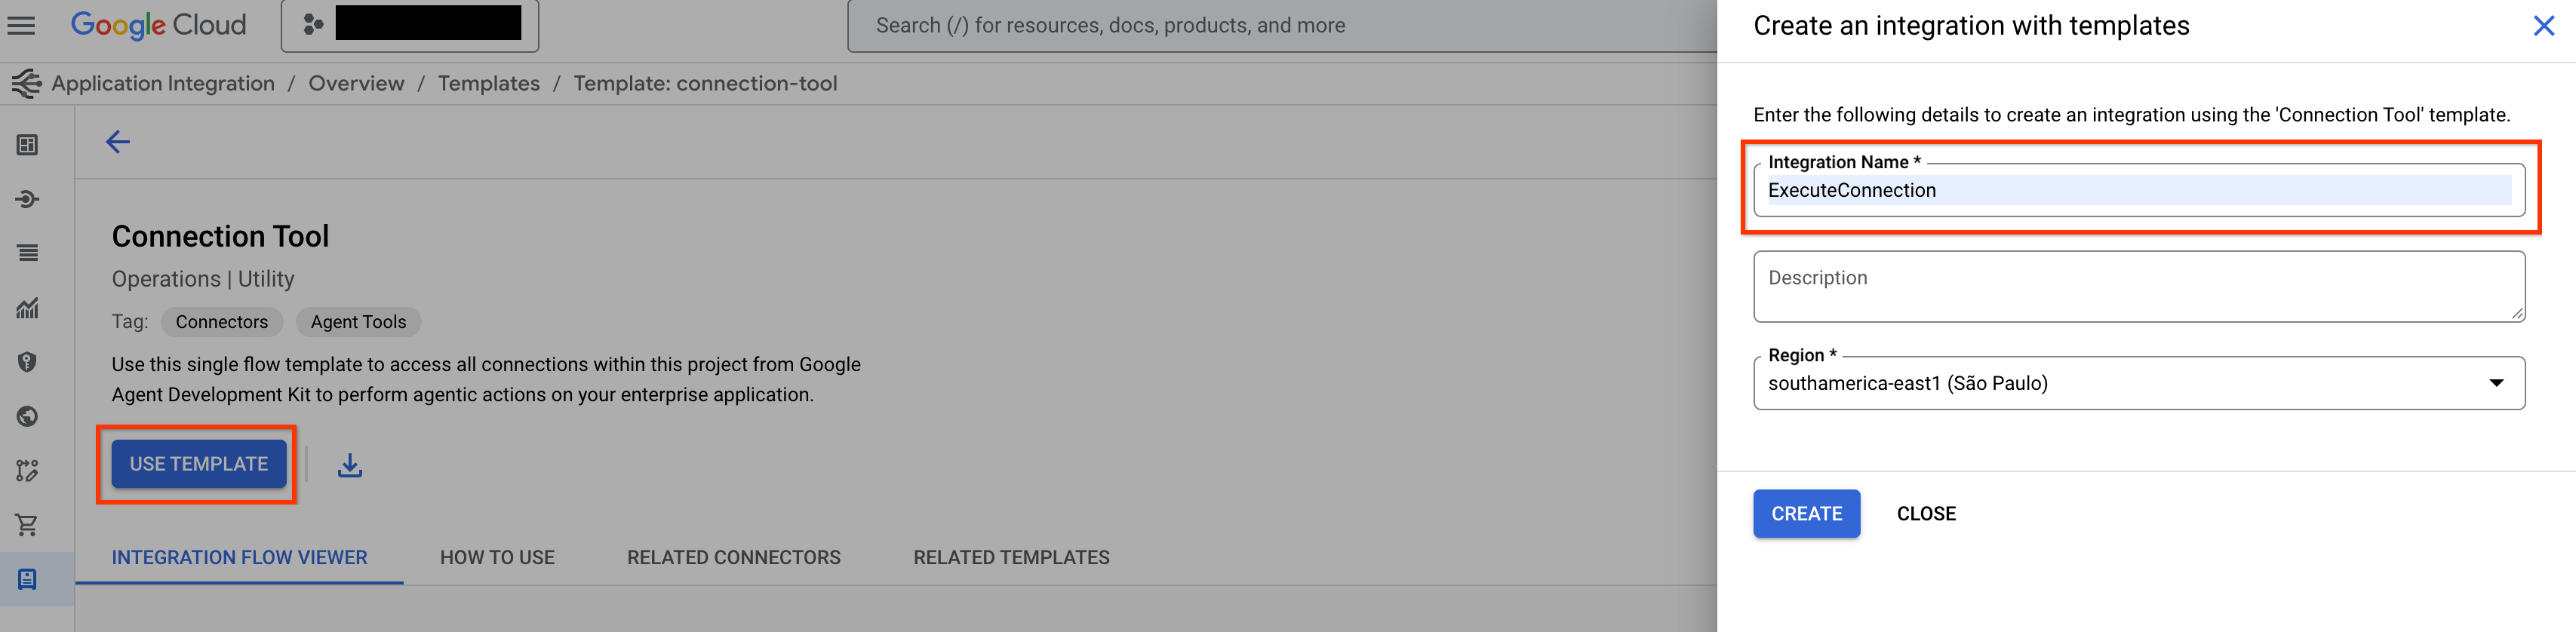 Google Cloud
Search (/) for resources, docs, products, and more
Application Integration / Overview / Templates / Template: connection-tool
Connection Tool
Operations | Utility
Tag: Connectors Agent Tools
Use this single flow template to access all connections within this project from Google
Agent Development Kit to perform agentic actions on your enterprise application.
USE TEMPLATE
INTEGRATION FLOW VIEWER HOW TO USE RELATED CONNECTORS RELATED TEMPLATES
Create an integration with templates
Enter the following details to create an integration using the 'Connection Tool' template.
Integration Name *
ExecuteConnection
Description
Region *
southamerica-east1 (São Paulo)
CREATE CLOSE